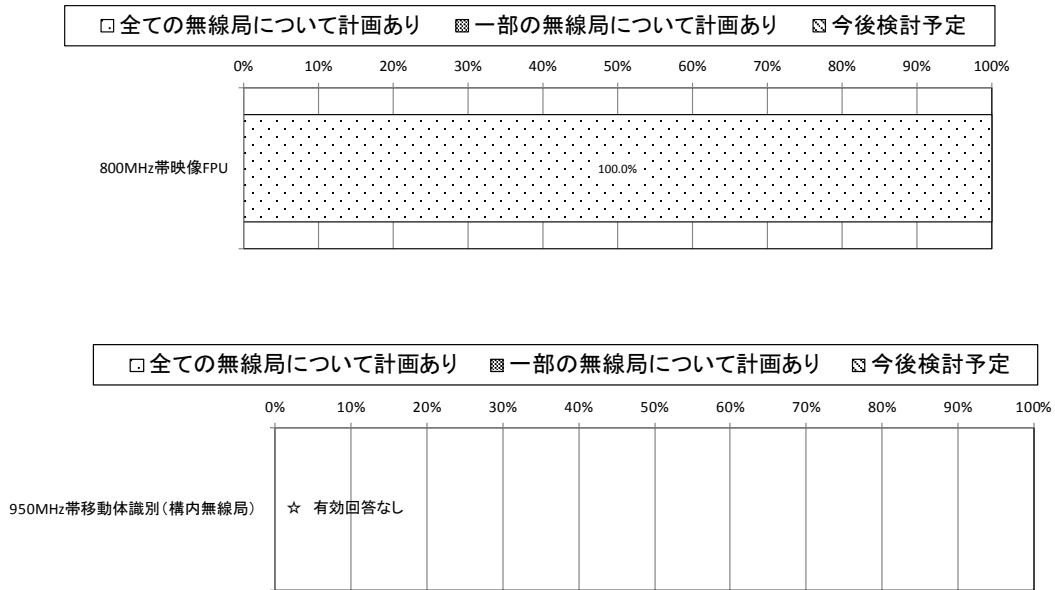 全ての無線局について計画あり 一部の無線局について計画あり 今後検討予定
0% 10% 20% 30% 40% 50% 60% 70% 80% 90% 100%
800MHz帯映像FPU 100.0%
全ての無線局について計画あり 一部の無線局について計画あり 今後検討予定
0% 10% 20% 30% 40% 50% 60% 70% 80% 90% 100%
950MHz帯移動体識別（構内無線局） ☆ 有効回答なし